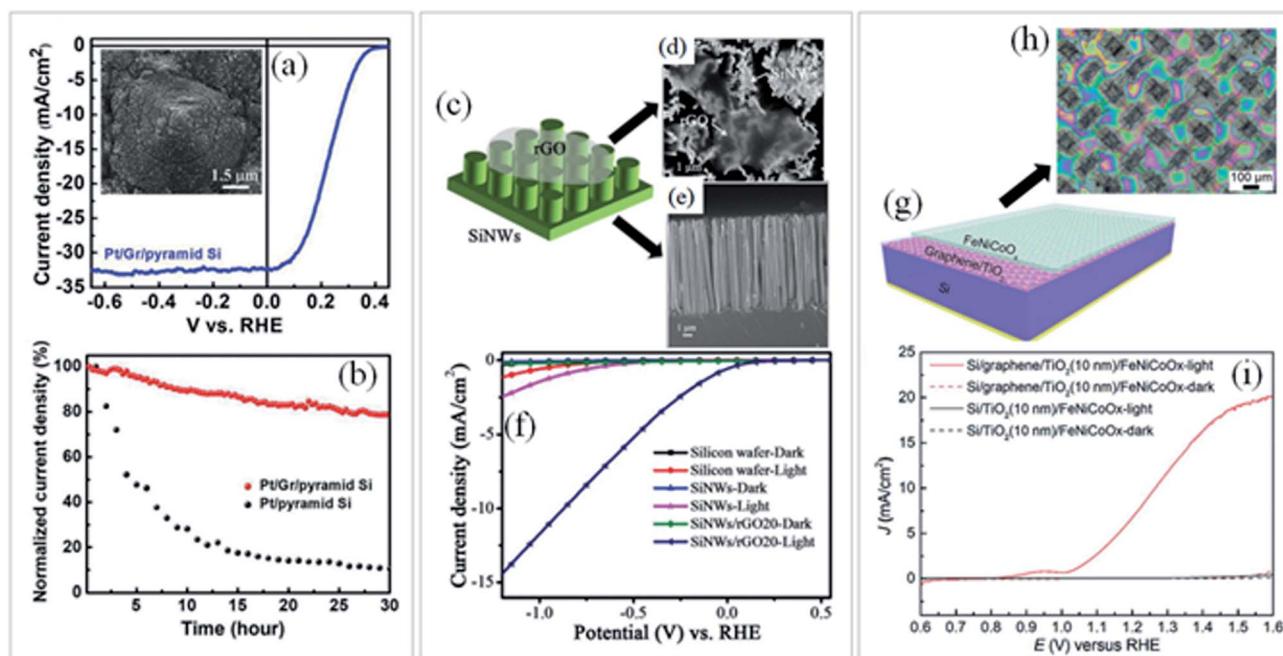 (a)
1.5 μm
Pt/Gr/pyramid Si
Current density (mA/cm²)
0
-5
-10
-15
-20
-25
-30
-35
-0.6 -0.4 -0.2 0.0 0.2 0.4
V vs. RHE
(b)
Normalized current density (%)
100
80
60
40
20
0
Pt/Gr/pyramid Si
Pt/pyramid Si
5 10 15 20 25 30
Time (hour)
(c)
rGO
SiNWs
(d)
SiNWs
rGO
1 μm
(e)
1 μm
(f)
Current density (mA/cm²)
0
-5
-10
-15
Silicon wafer-Dark
Silicon wafer-Light
SiNWs-Dark
SiNWs-Light
SiNWs/rGO20-Dark
SiNWs/rGO20-Light
-1.0 -0.5 0.0 0.5
Potential (V) vs. RHE
(g)
FeNiCoOₓ
Graphene/TiO₂
Si
(h)
100 μm
(i)
J (mA/cm²)
25
20
15
10
5
0
Si/graphene/TiO₂(10 nm)/FeNiCoOx-light
Si/graphene/TiO₂(10 nm)/FeNiCoOx-dark
Si/TiO₂(10 nm)/FeNiCoOx-light
Si/TiO₂(10 nm)/FeNiCoOx-dark
0.6 0.7 0.8 0.9 1.0 1.1 1.2 1.3 1.4 1.5 1.6
E (V) versus RHE